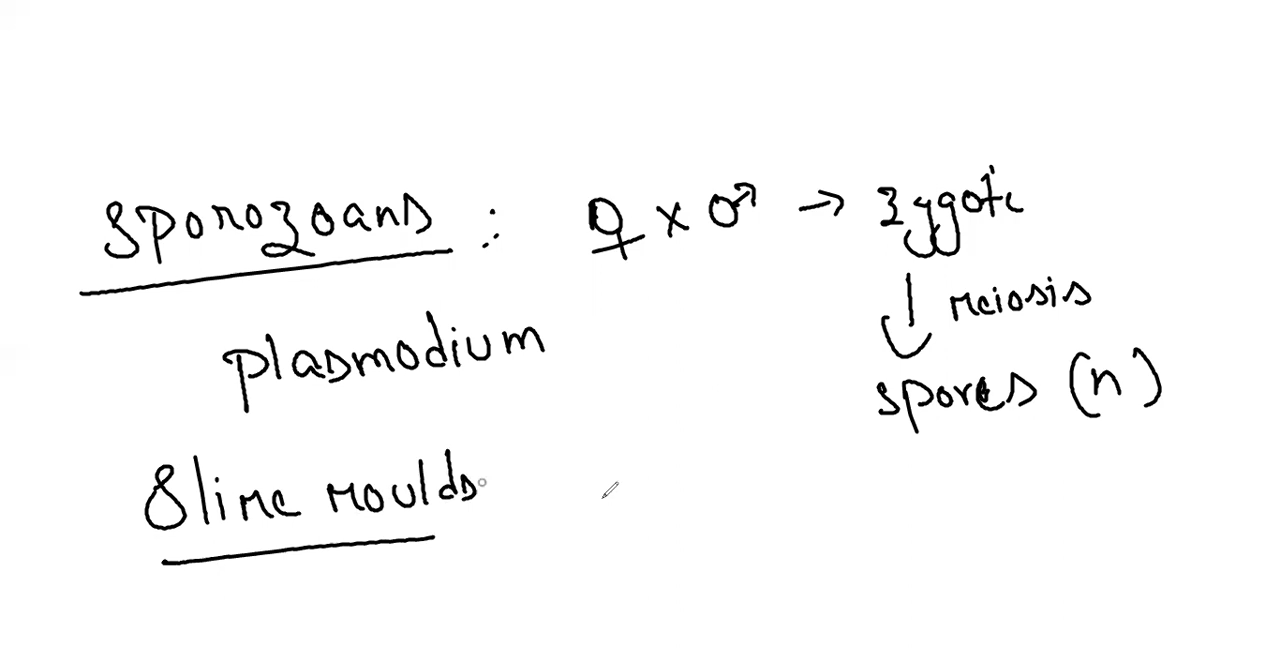 Sporozoans : ♀ x ♂ → Zygote
↓ meiosis
plasmodium
spores (n)
Slime moulds